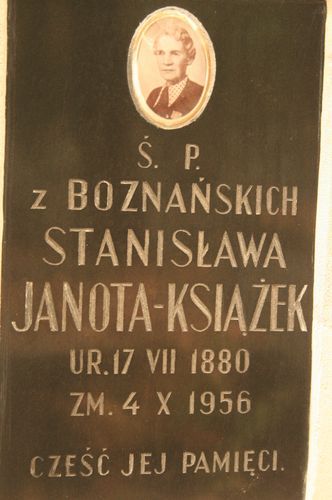 Ś. P.
z BOZNAŃSKICH
STANISŁAWA
JANOTA-KSIĄŻEK
UR. 17 VII 1880
ZM. 4 X 1956
CZEŚĆ JEJ PAMIĘCI.